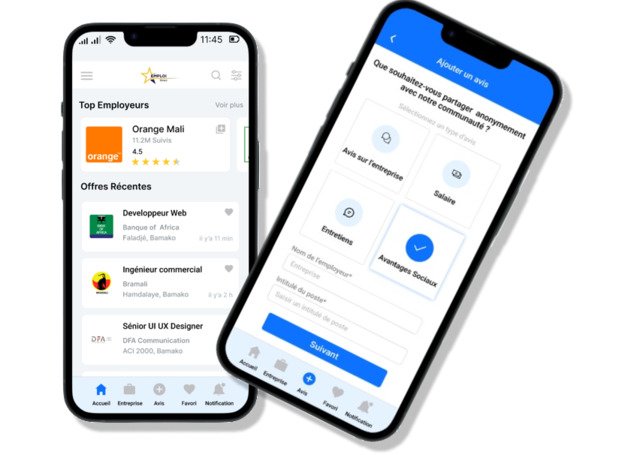 11:45
EMPLOI
Top Employeurs
Voir plus
orange
Orange Mali
11.2M Suivis
4.5
Offres Récentes
Developpeur Web
Banque of Africa
Faladjé, Bamako
il y'a 11 min
Ingénieur commercial
Bramali
Hamdalaye, Bamako
il y'a 2 h
Sénior UI UX Designer
DFA Communication
ACI 2000, Bamako
DFA
Accueil
Entreprise
Avis
Favori
Notification
Ajouter un avis
Que souhaitez-vous partager anonymement
avec notre communauté ?
Sélectionnez un type d'avis
Avis sur l'entreprise
Salaire
Entretiens
Avantages Sociaux
Nom de l'employeur*
Entreprise
Intitulé du poste*
Saisir un intitulé de poste
Suivant
Accueil
Entreprise
Avis
Favori
Notification